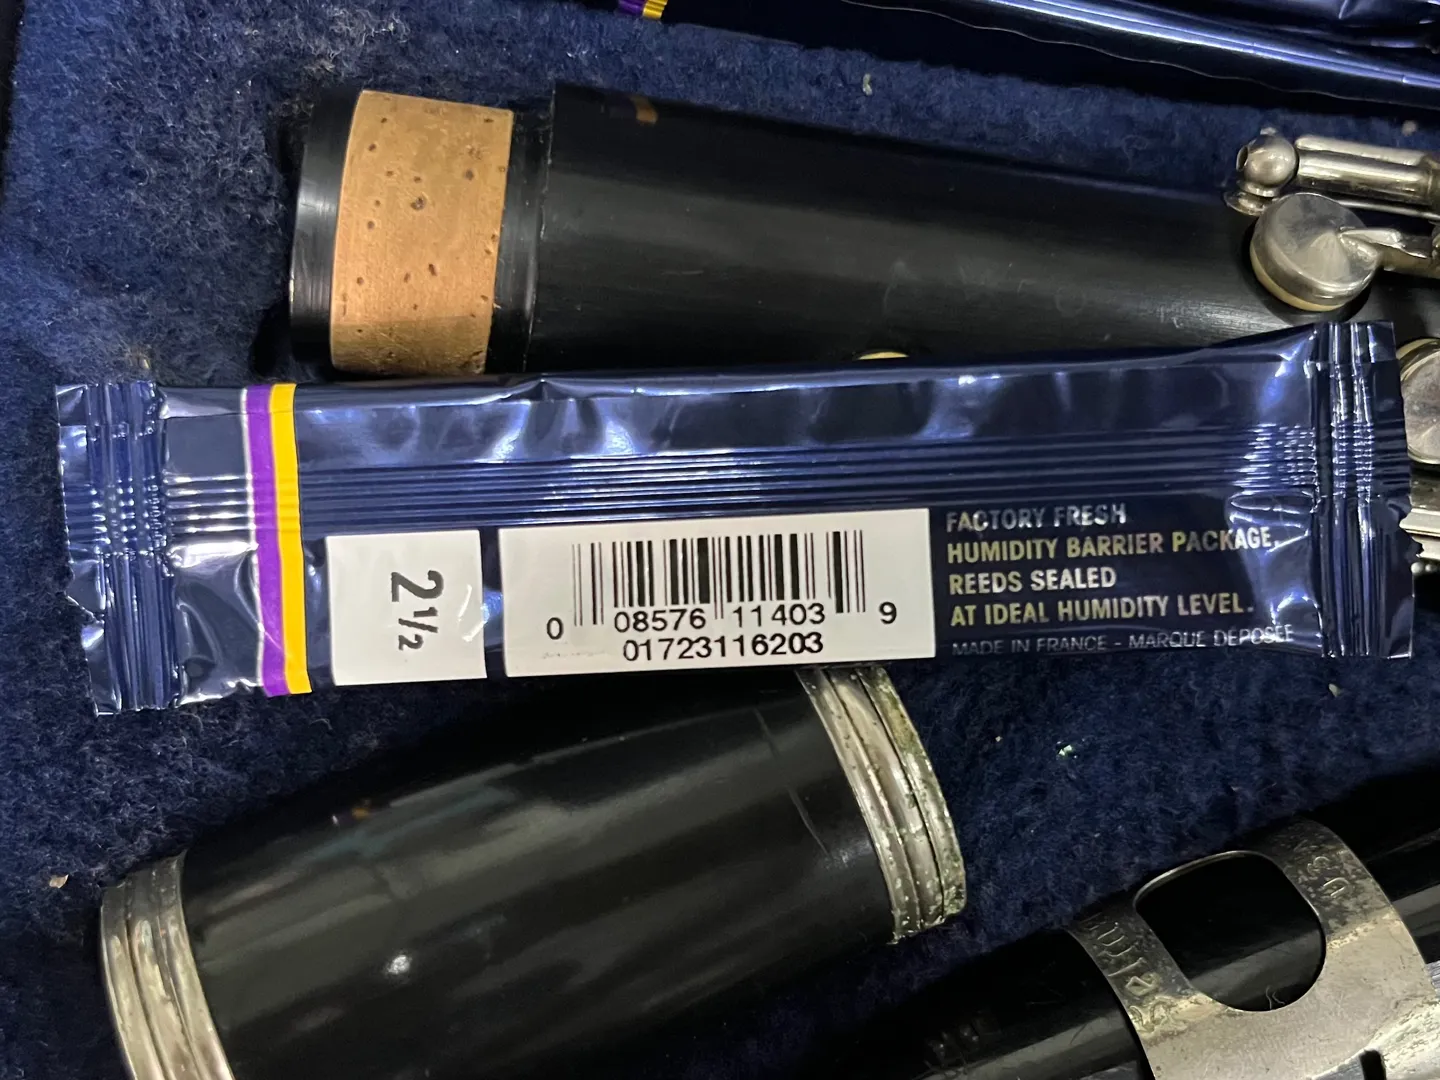 2½
0 08576 11403 9
01723116203
FACTORY FRESH
HUMIDITY BARRIER PACKAGE.
REEDS SEALED
AT IDEAL HUMIDITY LEVEL.
MADE IN FRANCE - MARQUE DÉPOSÉE